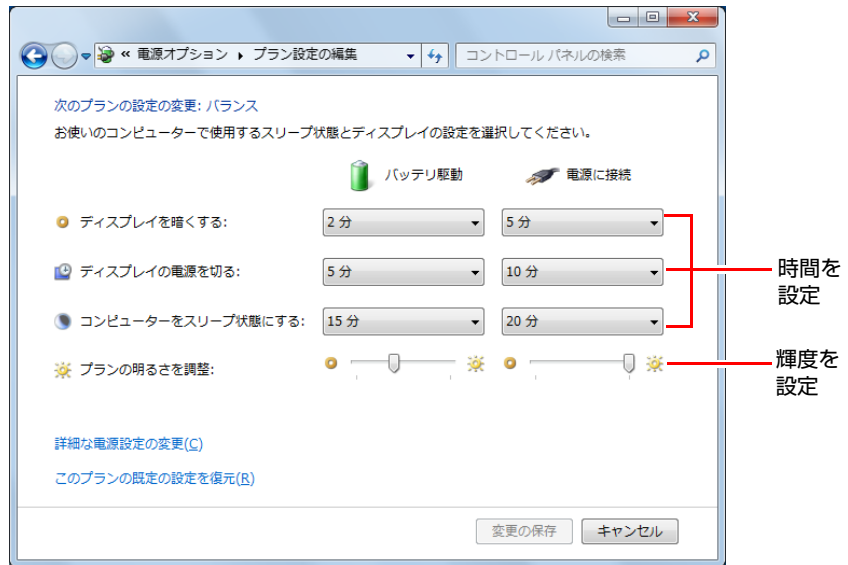 « 電源オプション ▸ プラン設定の編集
コントロール パネルの検索
次のプランの設定の変更: バランス
お使いのコンピューターで使用するスリープ状態とディスプレイの設定を選択してください。
バッテリ駆動 電源に接続
ディスプレイを暗くする: 2 分 5 分
ディスプレイの電源を切る: 5 分 10 分
コンピューターをスリープ状態にする: 15 分 20 分
プランの明るさを調整:
時間を
設定
輝度を
設定
詳細な電源設定の変更(C)
このプランの既定の設定を復元(R)
変更の保存 キャンセル